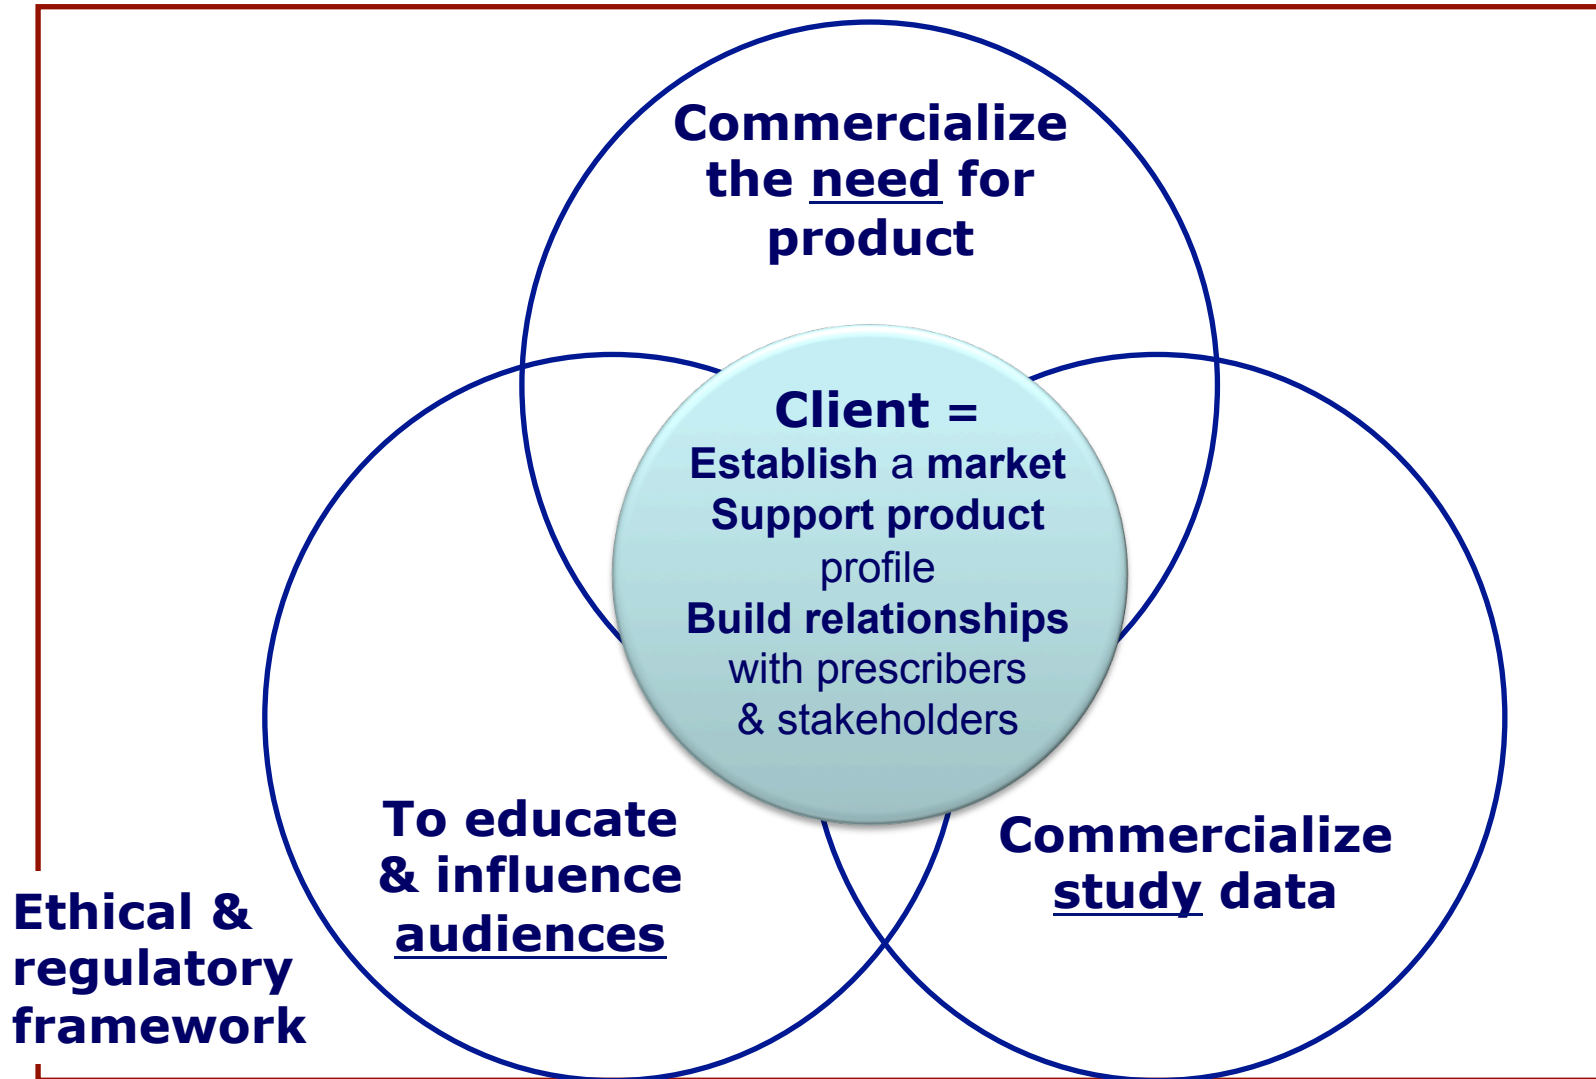 Commercialize
the need for
product
Client =
Establish a market
Support product
profile
Build relationships
with prescribers
& stakeholders
To educate
& influence
audiences
Commercialize
study data
Ethical &
regulatory
framework